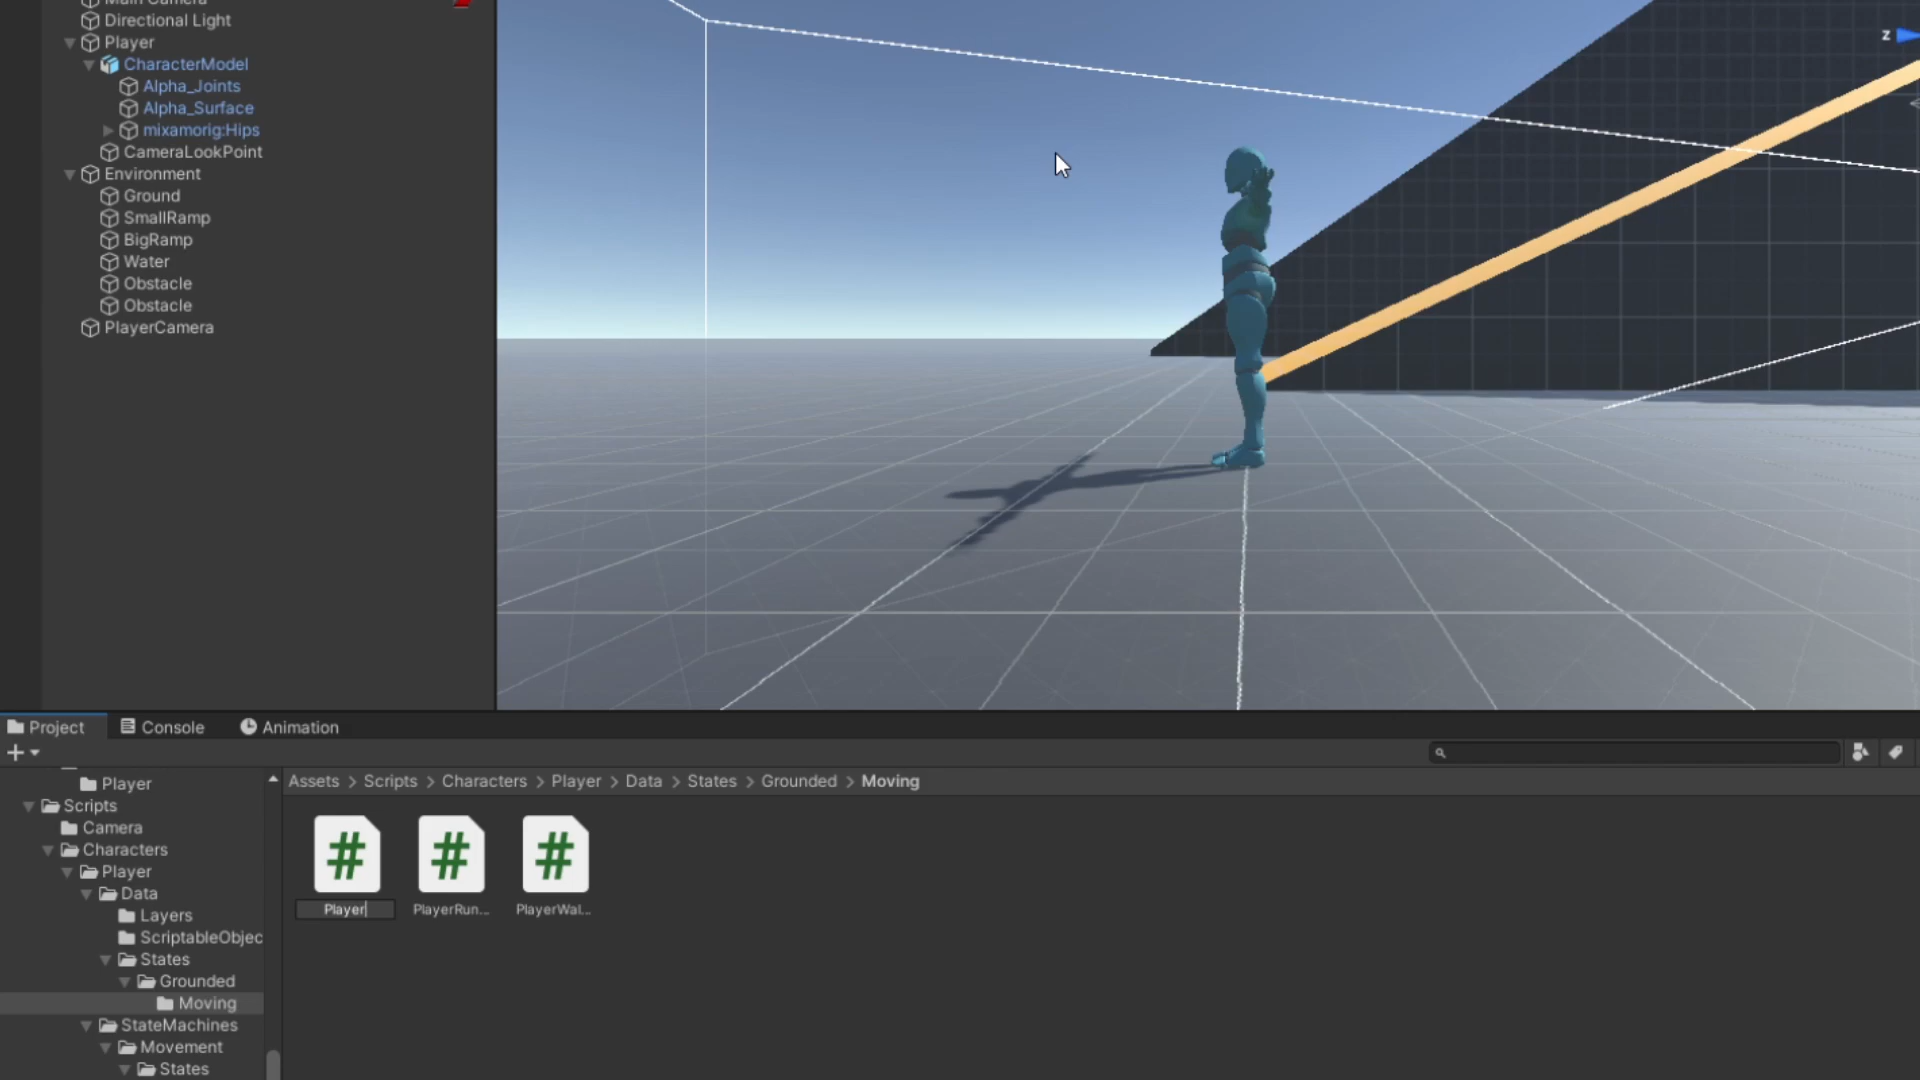 Main Camera
Directional Light
Player
CharacterModel
Alpha_Joints
Alpha_Surface
mixamorig:Hips
CameraLookPoint
Environment
Ground
SmallRamp
BigRamp
Water
Obstacle
Obstacle
PlayerCamera
z
Project Console Animation
Player
Scripts
Camera
Characters
Player
Data
Layers
ScriptableObjec
States
Grounded
Moving
StateMachines
Movement
States
Assets > Scripts > Characters > Player > Data > States > Grounded > Moving
# # #
Player PlayerRun... PlayerWal...